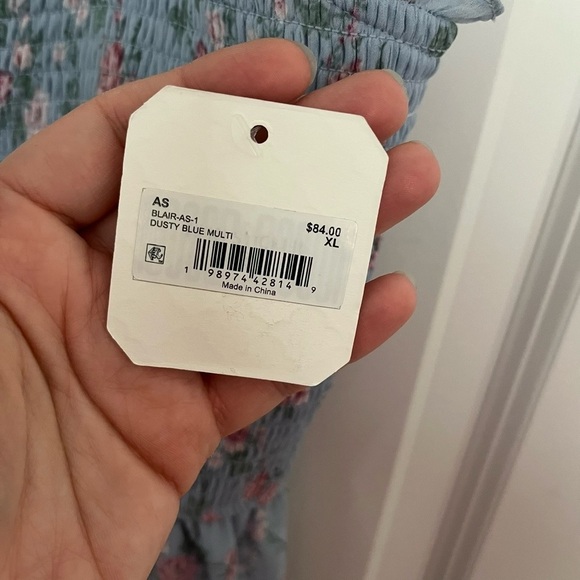 AS
BLAIR-AS-1
DUSTY BLUE MULTI
$84.00
XL
1 98974 42814 9
Made in China